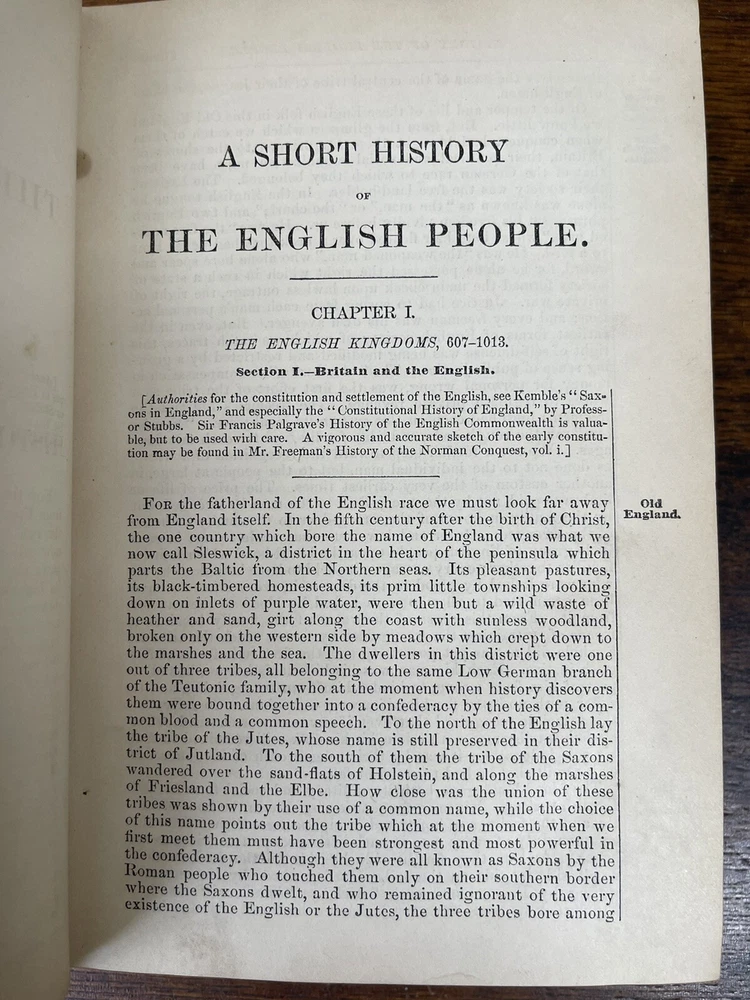 A SHORT HISTORY
OF
THE ENGLISH PEOPLE.
CHAPTER I.
THE ENGLISH KINGDOMS, 607-1013.
Section I.—Britain and the English.
[Authorities for the constitution and settlement of the English, see Kemble's "Sax-
ons in England," and especially the "Constitutional History of England," by Profess-
or Stubbs. Sir Francis Palgrave's History of the English Commonwealth is valua-
ble, but to be used with care. A vigorous and accurate sketch of the early constitu-
tion may be found in Mr. Freeman's History of the Norman Conquest, vol. i.]
Old
England.
For the fatherland of the English race we must look far away
from England itself. In the fifth century after the birth of Christ,
the one country which bore the name of England was what we
now call Sleswick, a district in the heart of the peninsula which
parts the Baltic from the Northern seas. Its pleasant pastures,
its black-timbered homesteads, its prim little townships looking
down on inlets of purple water, were then but a wild waste of
heather and sand, girt along the coast with sunless woodland,
broken only on the western side by meadows which crept down to
the marshes and the sea. The dwellers in this district were one
out of three tribes, all belonging to the same Low German branch
of the Teutonic family, who at the moment when history discovers
them were bound together into a confederacy by the ties of a com-
mon blood and a common speech. To the north of the English lay
the tribe of the Jutes, whose name is still preserved in their dis-
trict of Jutland. To the south of them the tribe of the Saxons
wandered over the sand-flats of Holstein, and along the marshes
of Friesland and the Elbe. How close was the union of these
tribes was shown by their use of a common name, while the choice
of this name points out the tribe which at the moment when we
first meet them must have been strongest and most powerful in
the confederacy. Although they were all known as Saxons by the
Roman people who touched them only on their southern border
where the Saxons dwelt, and who remained ignorant of the very
existence of the English or the Jutes, the three tribes bore among